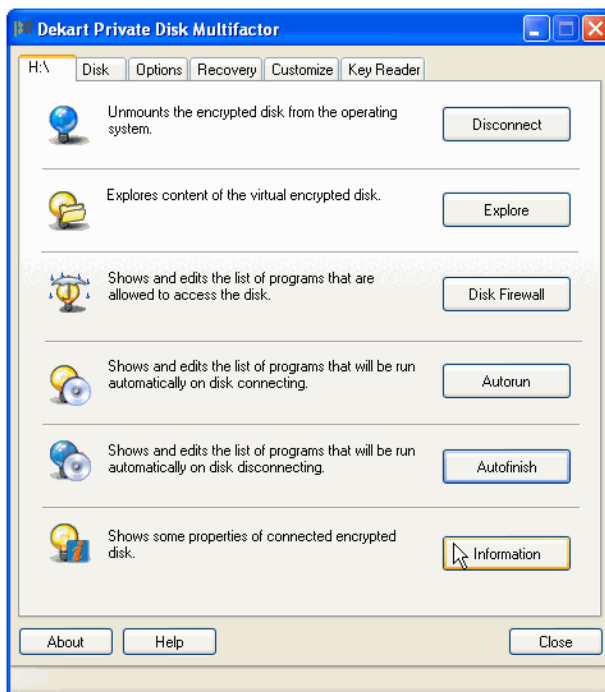 Dekart Private Disk Multifactor
H:\ Disk Options Recovery Customize Key Reader
Unmounts the encrypted disk from the operating
system.
Disconnect
Explores content of the virtual encrypted disk.
Explore
Shows and edits the list of programs that are
allowed to access the disk.
Disk Firewall
Shows and edits the list of programs that will be run
automatically on disk connecting.
Autorun
Shows and edits the list of programs that will be run
automatically on disk disconnecting.
Autofinish
Shows some properties of connected encrypted
disk.
Information
About Help Close